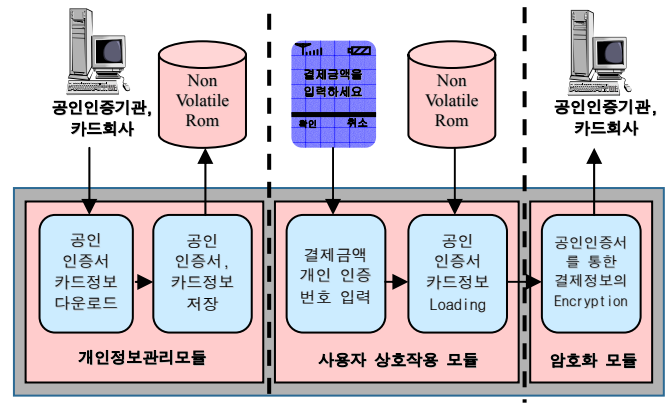 공인인증기관,
카드회사
Non
Volatile
Rom
결제금액을
입력하세요
확인 취소
Non
Volatile
Rom
공인인증기관,
카드회사
공인
인증서
카드정보
다운로드
공인
인증서,
카드정보
저장
결제금액
개인 인증
번호 입력
공인
인증서
카드정보
Loading
공인인증서
를 통한
결제정보의
Encryption
개인정보관리모듈
사용자 상호작용 모듈
암호화 모듈